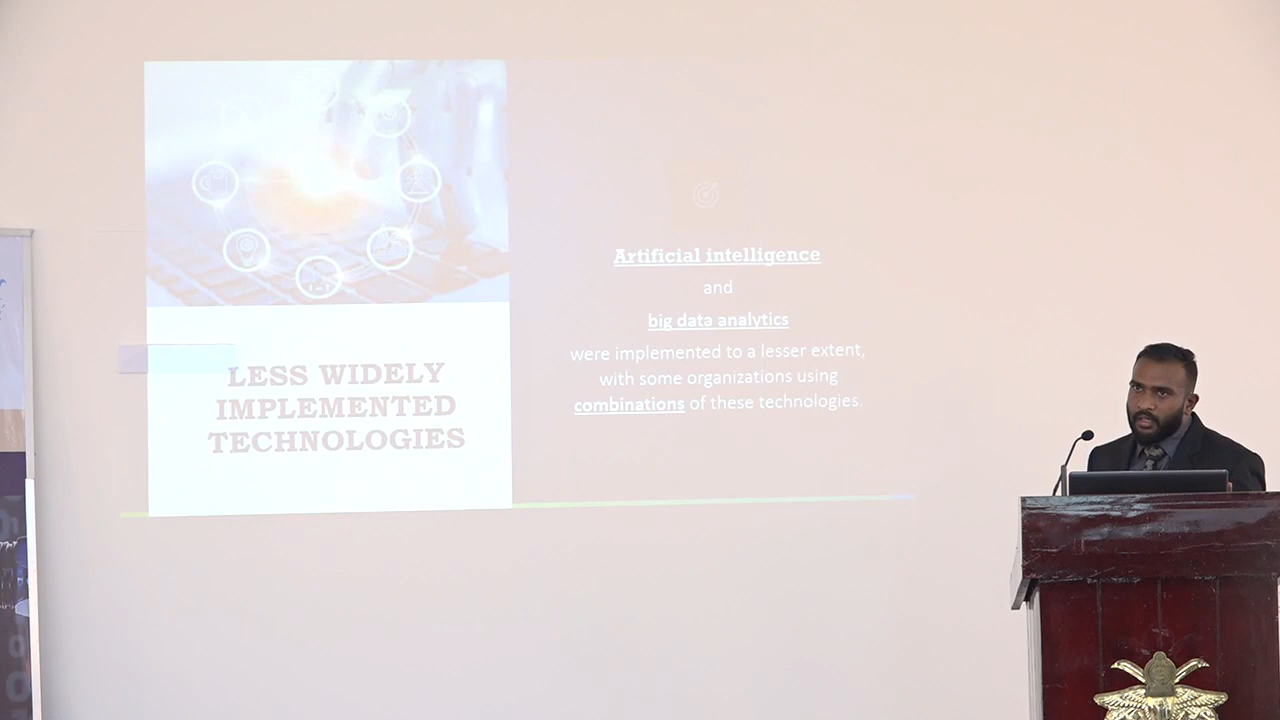 LESS WIDELY
IMPLEMENTED
TECHNOLOGIES
Artificial intelligence
and
big data analytics
were implemented to a lesser extent,
with some organizations using
combinations of these technologies.